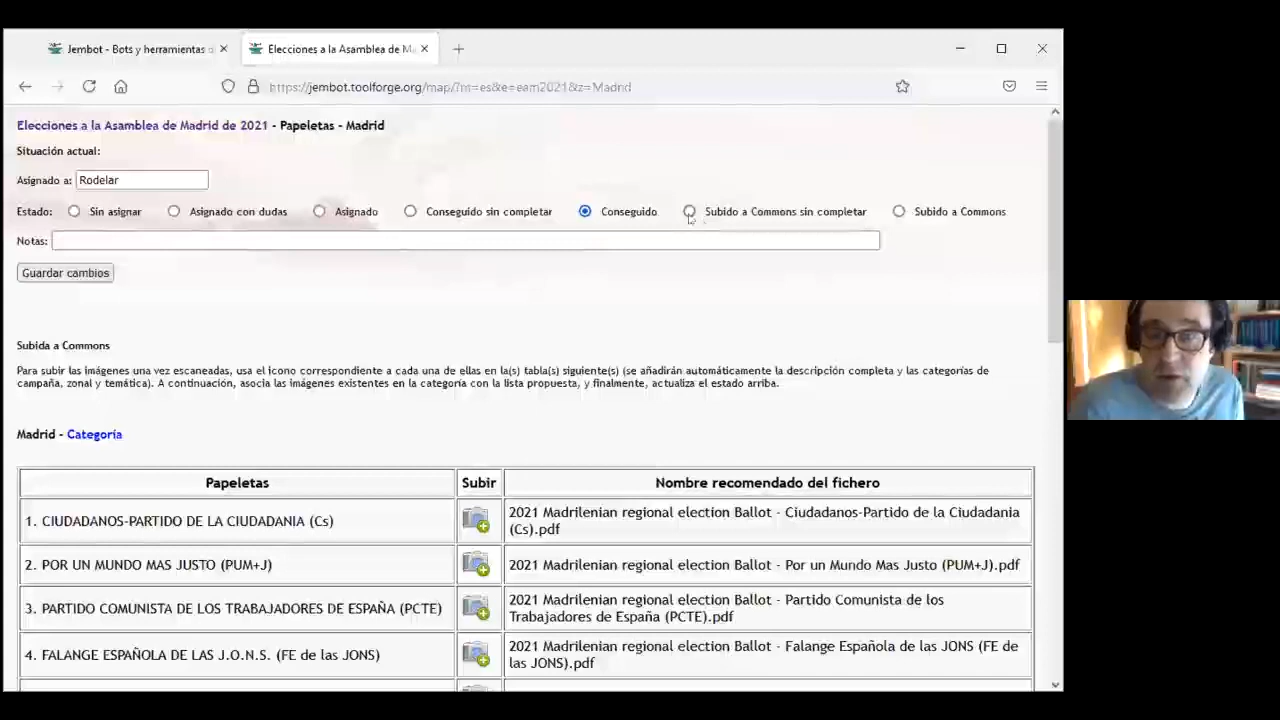 Jembot - Bots y herramientas
Elecciones a la Asamblea de Ma
https://jembot.toolforge.org/map/?m=es&e=eam2021&z=Madrid
Elecciones a la Asamblea de Madrid de 2021 - Papeletas - Madrid
Situación actual:
Asignado a: Rodelar
Estado: Sin asignar Asignado con dudas Asignado Conseguido sin completar Conseguido Subido a Commons sin completar Subido a Commons
Notas:
Guardar cambios
Subida a Commons
Para subir las imágenes una vez escaneadas, usa el icono correspondiente a cada una de ellas en la(s) tabla(s) siguiente(s) (se añadirán automáticamente la descripción completa y las categorías de
campaña, zonal y temática). A continuación, asocia las imágenes existentes en la categoría con la lista propuesta, y finalmente, actualiza el estado arriba.
Madrid - Categoría
Papeletas Subir Nombre recomendado del fichero
1. CIUDADANOS-PARTIDO DE LA CIUDADANIA (Cs)
2021 Madrilenian regional election Ballot - Ciudadanos-Partido de la Ciudadania
(Cs).pdf
2. POR UN MUNDO MAS JUSTO (PUM+J)
2021 Madrilenian regional election Ballot - Por un Mundo Mas Justo (PUM+J).pdf
3. PARTIDO COMUNISTA DE LOS TRABAJADORES DE ESPAÑA (PCTE)
2021 Madrilenian regional election Ballot - Partido Comunista de los
Trabajadores de España (PCTE).pdf
4. FALANGE ESPAÑOLA DE LAS J.O.N.S. (FE de las JONS)
2021 Madrilenian regional election Ballot - Falange Española de las JONS (FE de
las JONS).pdf